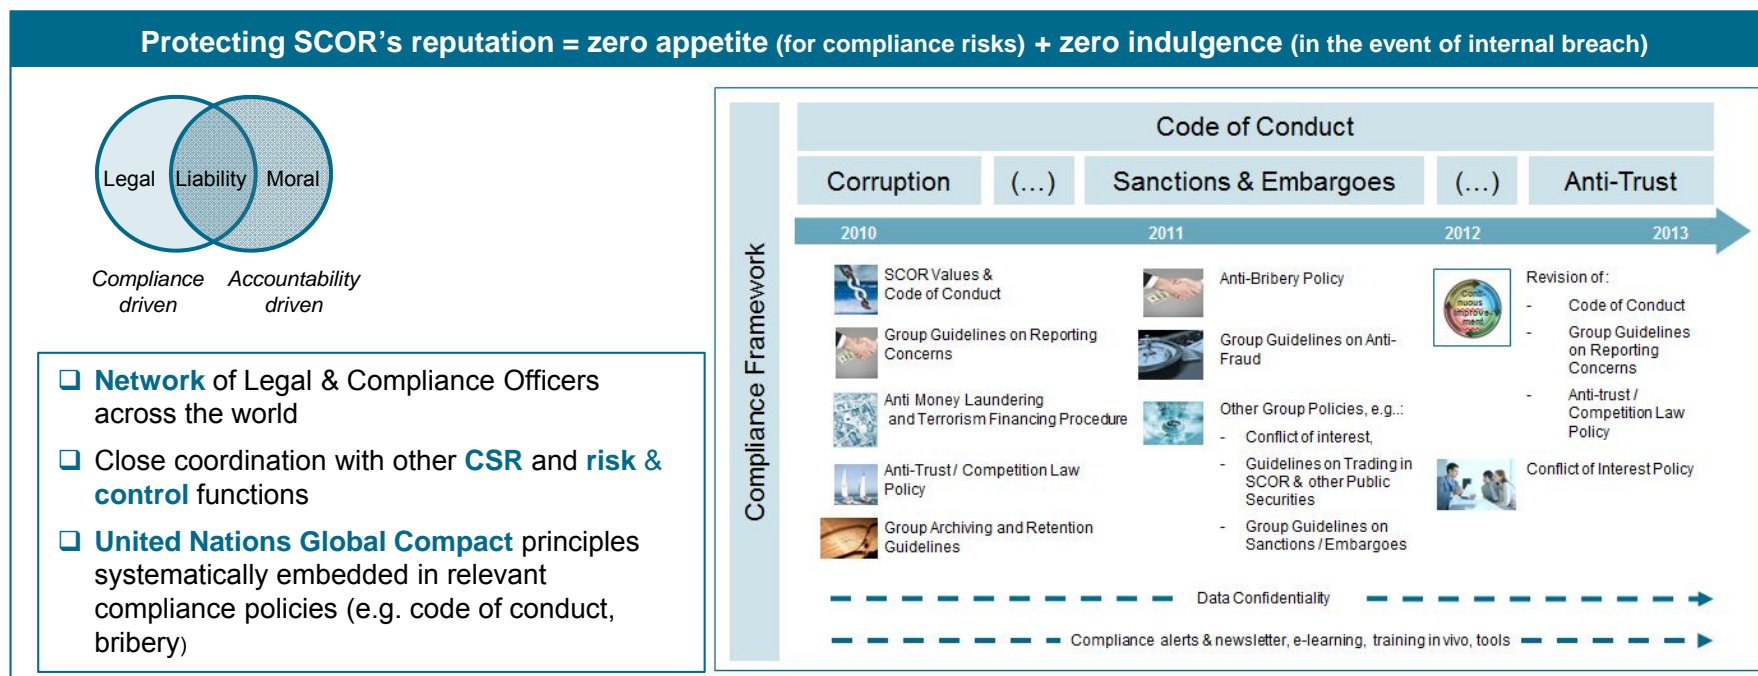 Protecting SCOR’s reputation = zero appetite (for compliance risks) + zero indulgence (in the event of internal breach)
Legal
Liability
Moral
Compliance
driven
Accountability
driven
❑ Network of Legal & Compliance Officers
across the world
❑ Close coordination with other CSR and risk &
control functions
❑ United Nations Global Compact principles
systematically embedded in relevant
compliance policies (e.g. code of conduct,
bribery)
Compliance Framework
Code of Conduct
Corruption
(...)
Sanctions & Embargoes
(...)
Anti-Trust
2010
2011
2012
2013
SCOR Values &
Code of Conduct
Group Guidelines on Reporting
Concerns
Anti Money Laundering
and Terrorism Financing Procedure
Anti-Trust / Competition Law
Policy
Group Archiving and Retention
Guidelines
Anti-Bribery Policy
Group Guidelines on Anti-
Fraud
Other Group Policies, e.g..:
- Conflict of interest,
- Guidelines on Trading in
SCOR & other Public
Securities
- Group Guidelines on
Sanctions / Embargoes
Conti-
nuous
improve-
ment
Revision of:
- Code of Conduct
- Group Guidelines
on Reporting
Concerns
- Anti-trust /
Competition Law
Policy
Conflict of Interest Policy
Data Confidentiality
Compliance alerts & newsletter, e-learning, training in vivo, tools